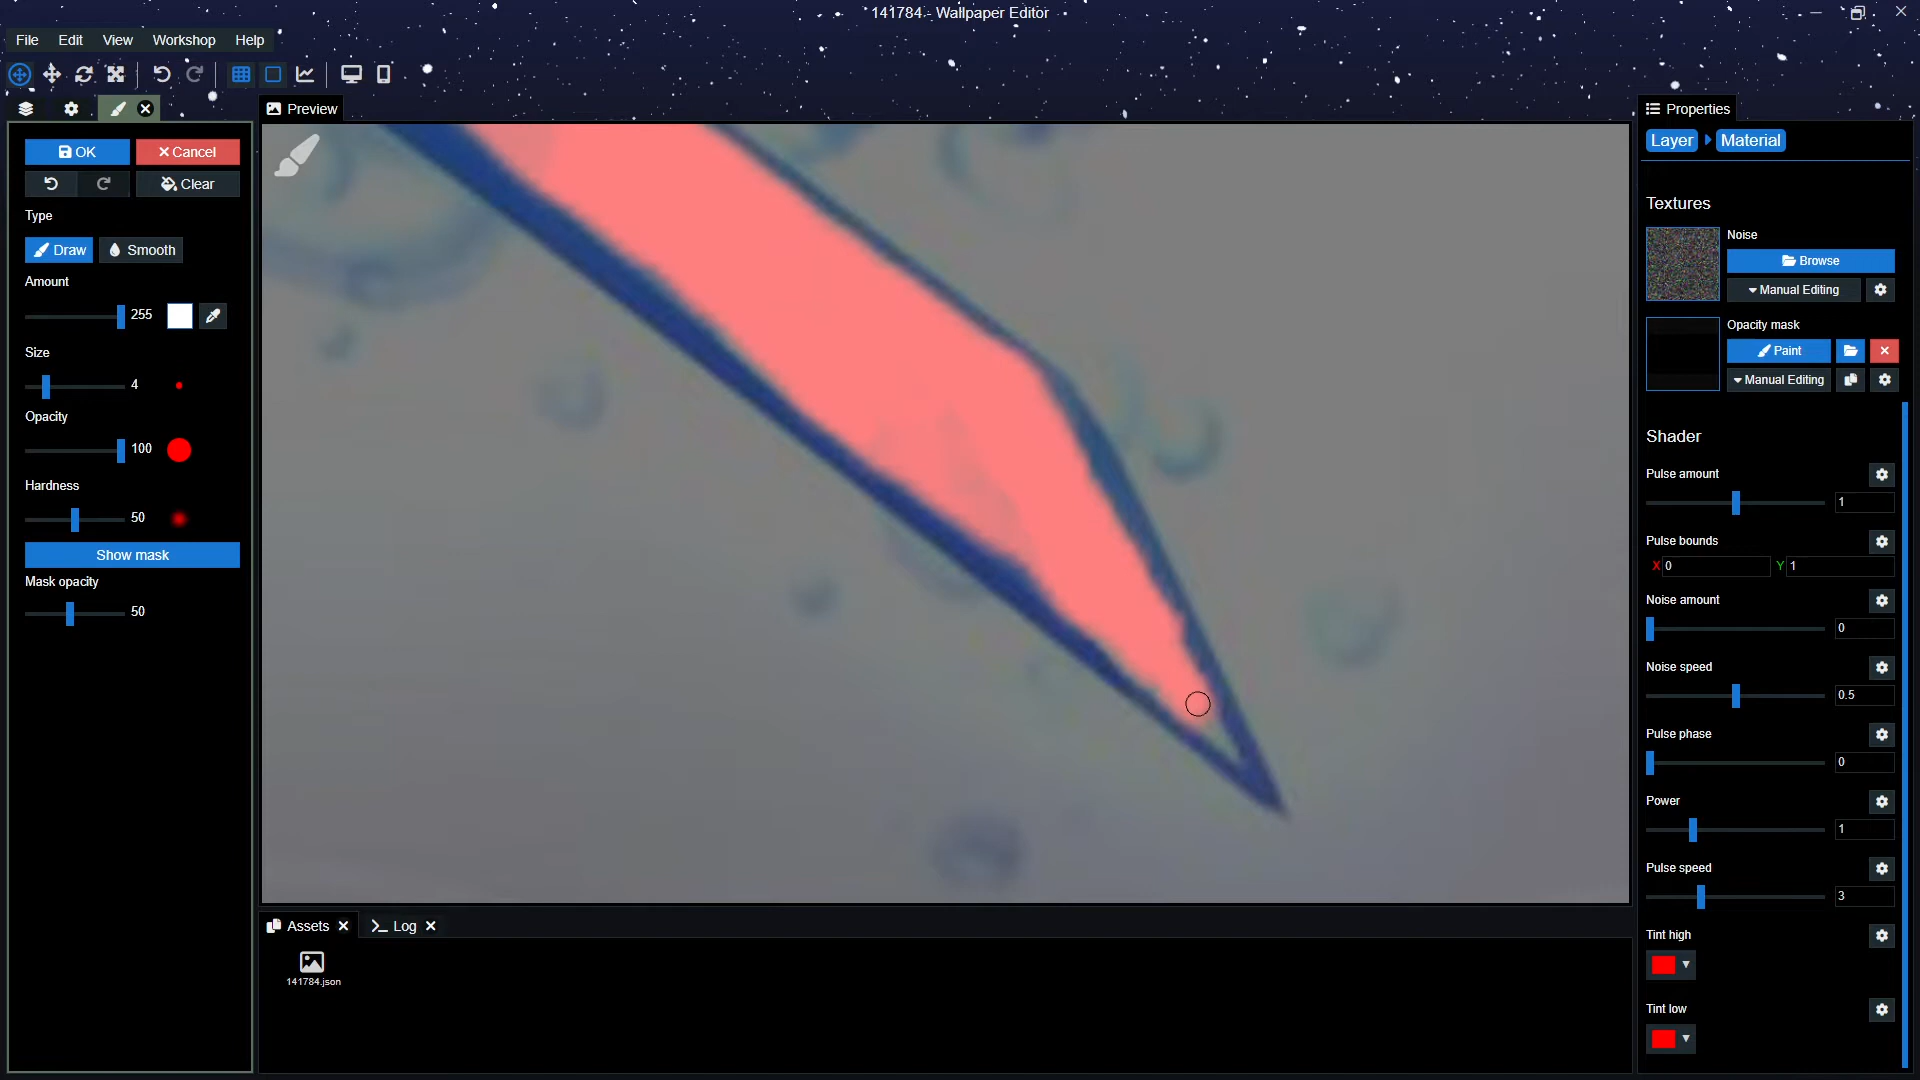 141784 - Wallpaper Editor
File Edit View Workshop Help
Preview
Properties
OK
Cancel
Layer
Material
Clear
Type
Textures
Draw
Smooth
Noise
Browse
Amount
Manual Editing
255
Opacity mask
Size
Paint
4
Manual Editing
Opacity
Shader
100
Pulse amount
1
Hardness
50
Pulse bounds
Show mask
X 0 Y 1
Mask opacity
Noise amount
50
0
Noise speed
0.5
Pulse phase
0
Power
1
Pulse speed
3
Assets
Log
Tint high
141784.json
Tint low